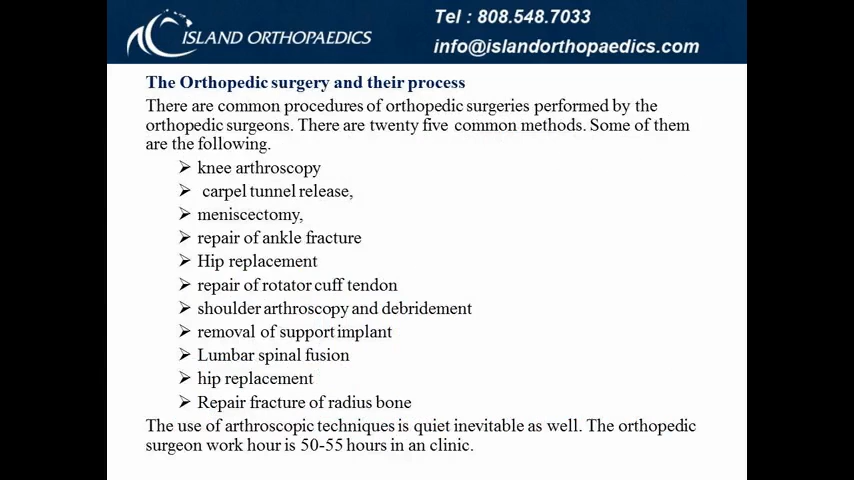 ISLAND ORTHOPAEDICS
Tel : 808.548.7033
info@islandorthopaedics.com
The Orthopedic surgery and their process
There are common procedures of orthopedic surgeries performed by the
orthopedic surgeons. There are twenty five common methods. Some of them
are the following.
➢ knee arthroscopy
➢ carpel tunnel release,
➢ meniscectomy,
➢ repair of ankle fracture
➢ Hip replacement
➢ repair of rotator cuff tendon
➢ shoulder arthroscopy and debridement
➢ removal of support implant
➢ Lumbar spinal fusion
➢ hip replacement
➢ Repair fracture of radius bone
The use of arthroscopic techniques is quiet inevitable as well. The orthopedic
surgeon work hour is 50-55 hours in an clinic.